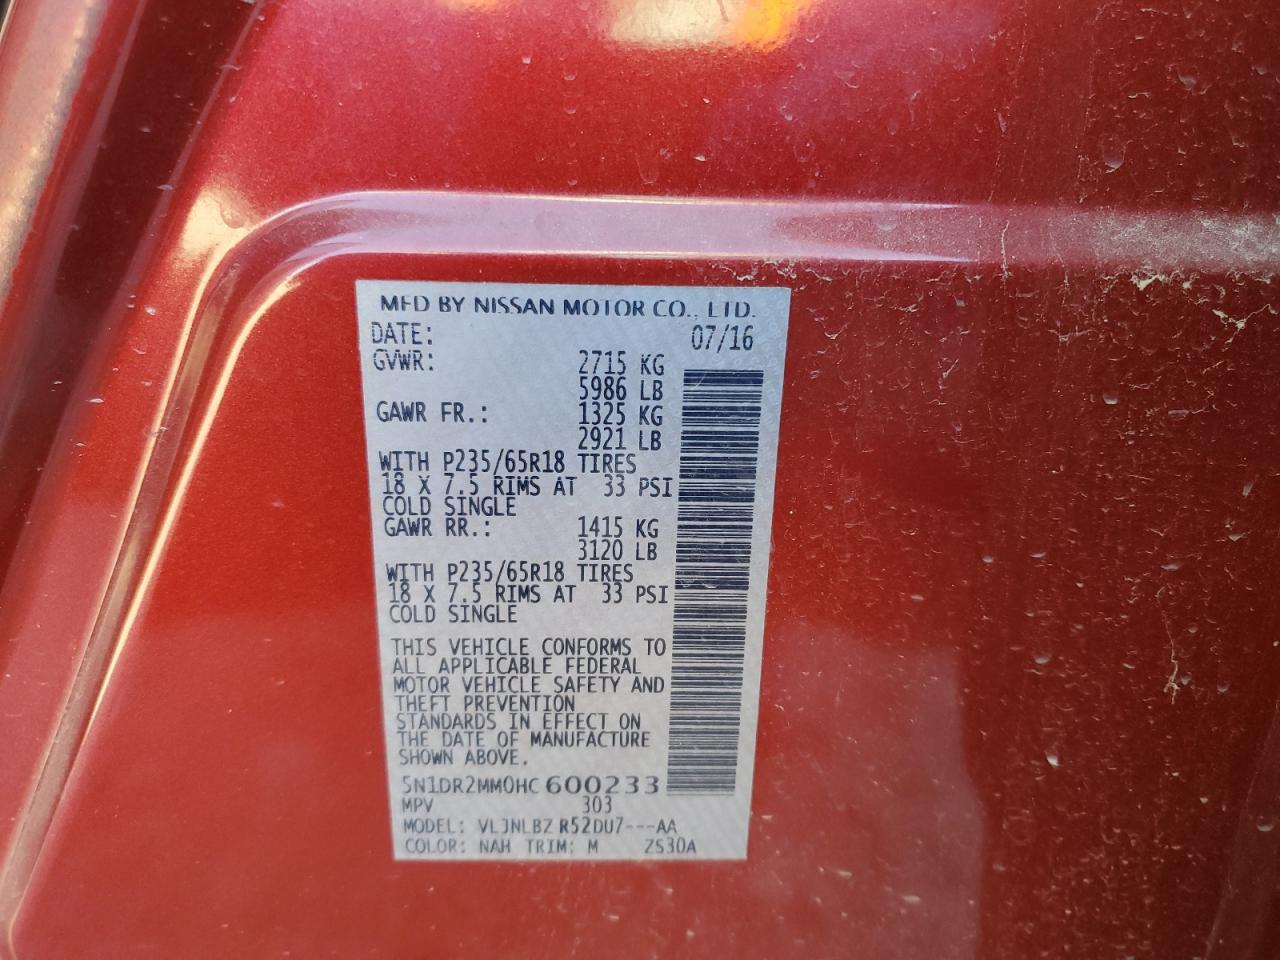 MFD BY NISSAN MOTOR CO., LTD.
DATE: 07/16
GVWR: 2715 KG
5986 LB
GAWR FR.: 1325 KG
2921 LB
WITH P235/65R18 TIRES
18 X 7.5 RIMS AT 33 PSI
COLD SINGLE
GAWR RR.: 1415 KG
3120 LB
WITH P235/65R18 TIRES
18 X 7.5 RIMS AT 33 PSI
COLD SINGLE
THIS VEHICLE CONFORMS TO
ALL APPLICABLE FEDERAL
MOTOR VEHICLE SAFETY AND
THEFT PREVENTION
STANDARDS IN EFFECT ON
THE DATE OF MANUFACTURE
SHOWN ABOVE.
5N1DR2MM0HC600233
MPV 303
MODEL: VLJNLBZ R52DU7---AA
COLOR: NAH TRIM: M ZS30A